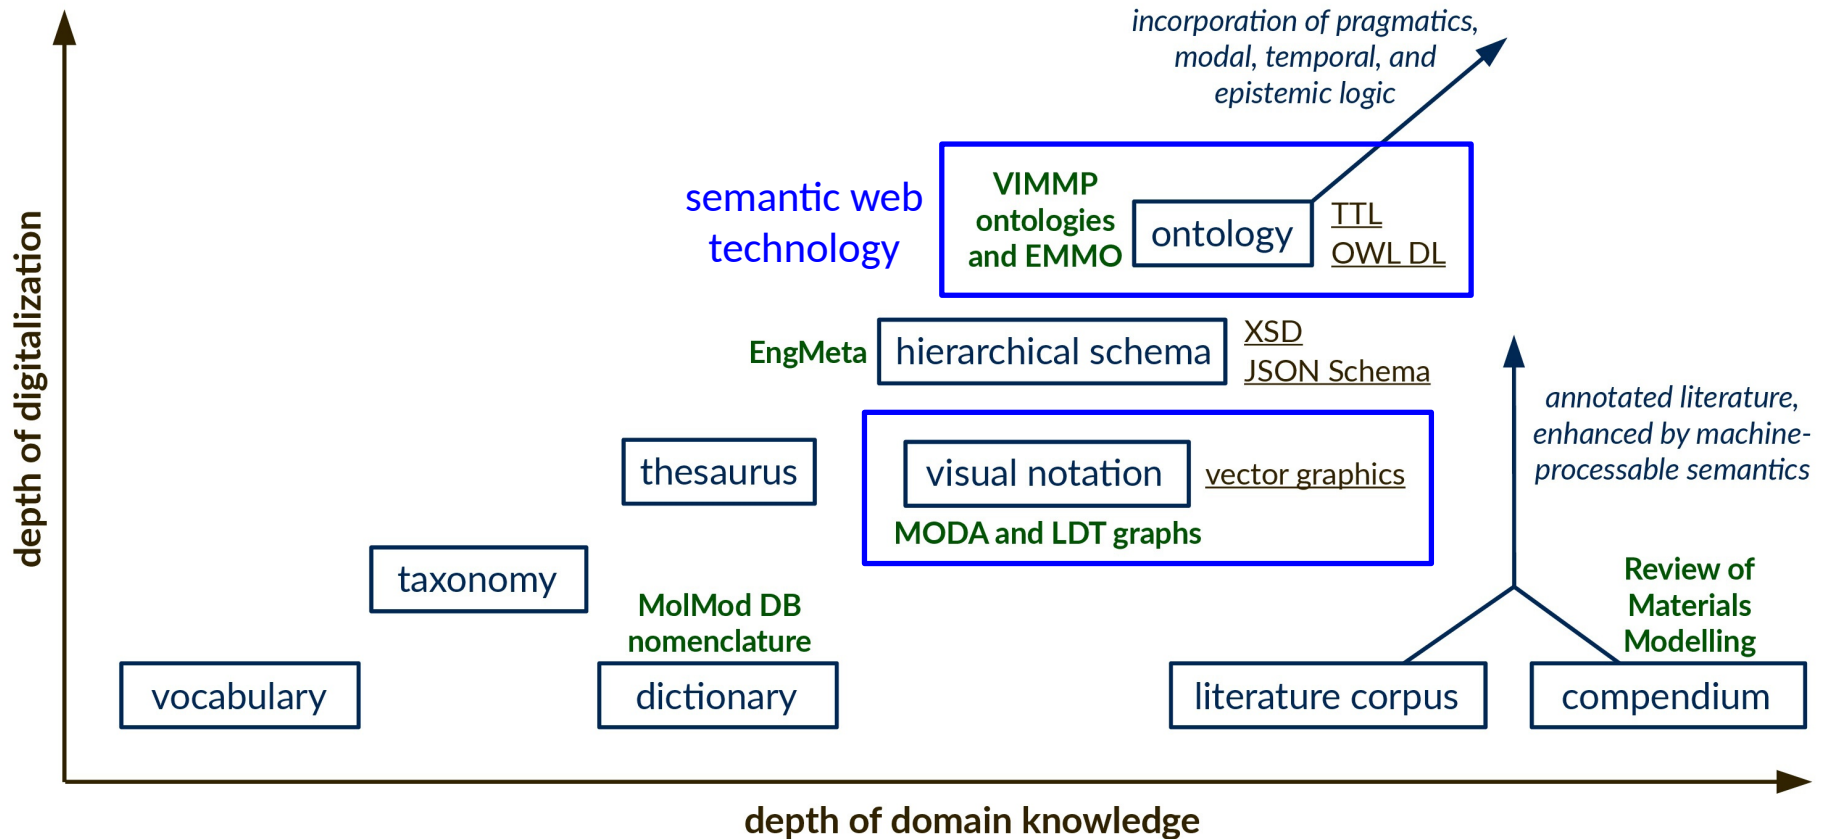 incorporation of pragmatics,
modal, temporal, and
epistemic logic
semantic web
technology
VIMMP
ontologies
and EMMO
ontology
TTL
OWL DL
EngMeta
hierarchical schema
XSD
JSON Schema
thesaurus
visual notation
vector graphics
MODA and LDT graphs
annotated literature,
enhanced by machine-
processable semantics
taxonomy
MolMod DB
nomenclature
Review of
Materials
Modelling
vocabulary
dictionary
literature corpus
compendium
depth of digitalization
depth of domain knowledge